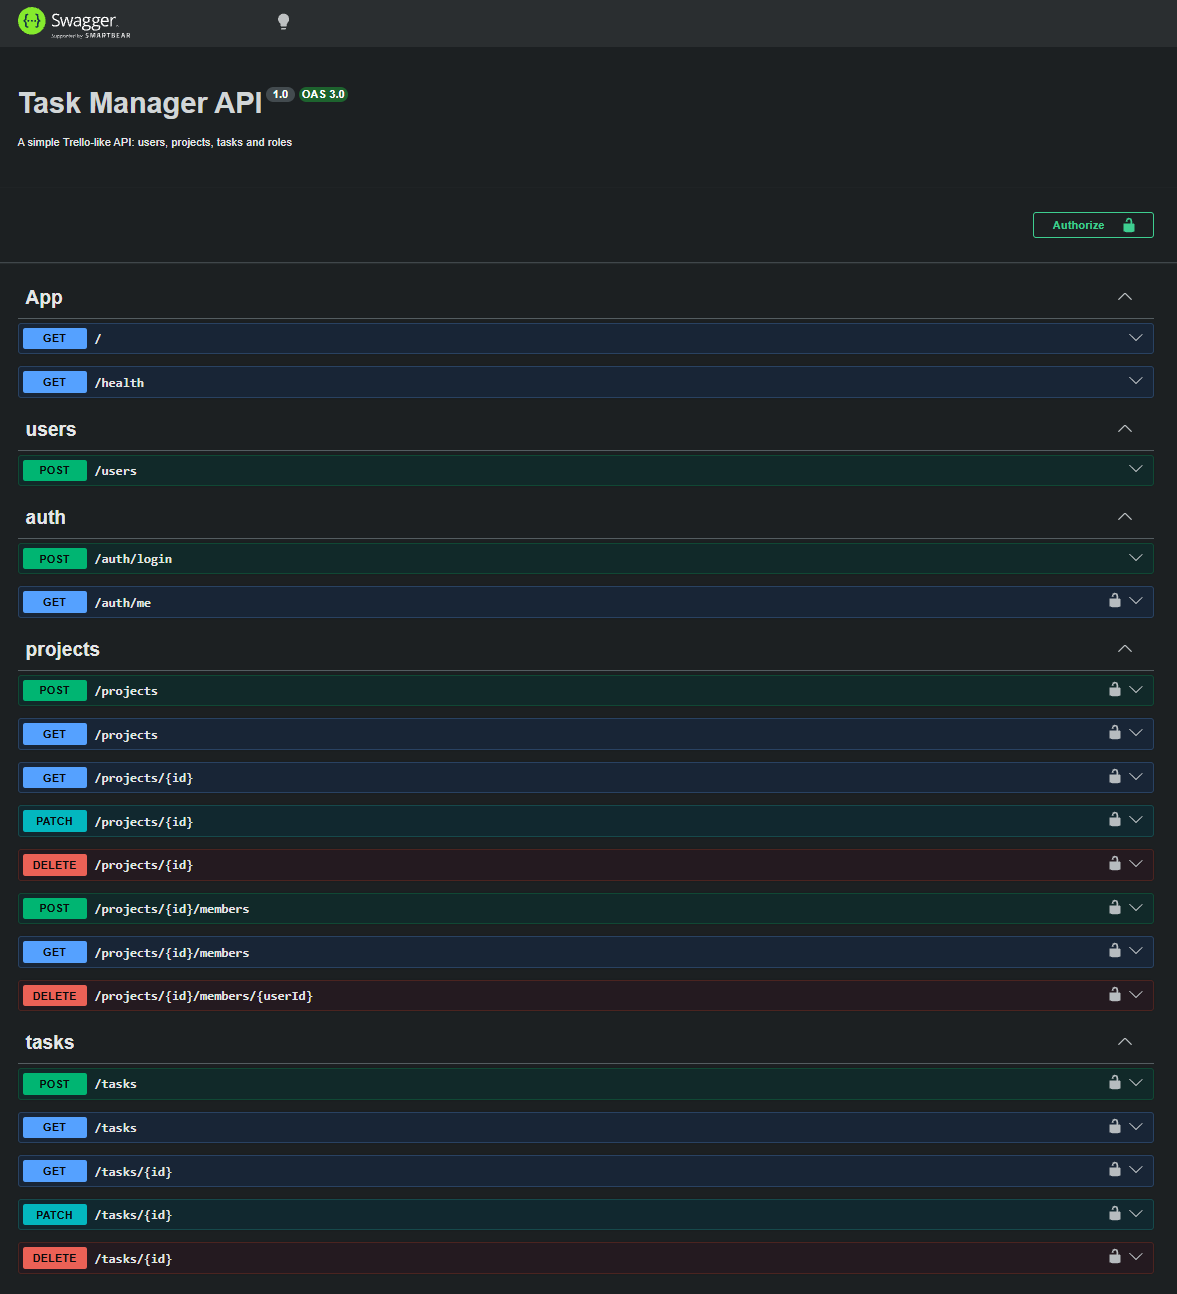 Swagger
Supported by SMARTBEAR
Task Manager API 1.0 OAS 3.0
A simple Trello-like API: users, projects, tasks and roles
Authorize
App
GET /
GET /health
users
POST /users
auth
POST /auth/login
GET /auth/me
projects
POST /projects
GET /projects
GET /projects/{id}
PATCH /projects/{id}
DELETE /projects/{id}
POST /projects/{id}/members
GET /projects/{id}/members
DELETE /projects/{id}/members/{userId}
tasks
POST /tasks
GET /tasks
GET /tasks/{id}
PATCH /tasks/{id}
DELETE /tasks/{id}